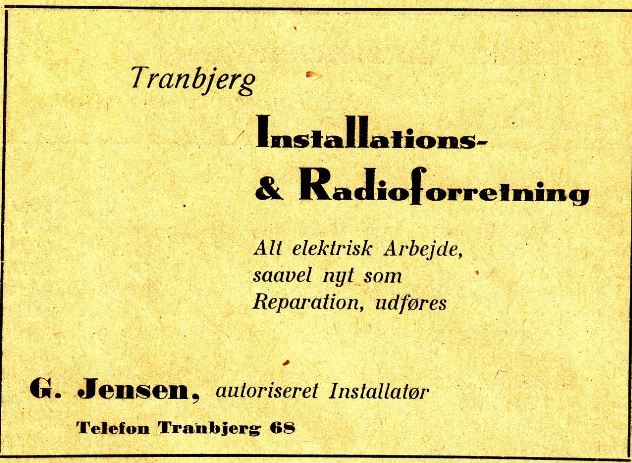 Tranbjerg
Installations-
& Radioforretning
Alt elektrisk Arbejde,
saavel nyt som
Reparation, udføres
G. Jensen, autoriseret Installatør
Telefon Tranbjerg 68